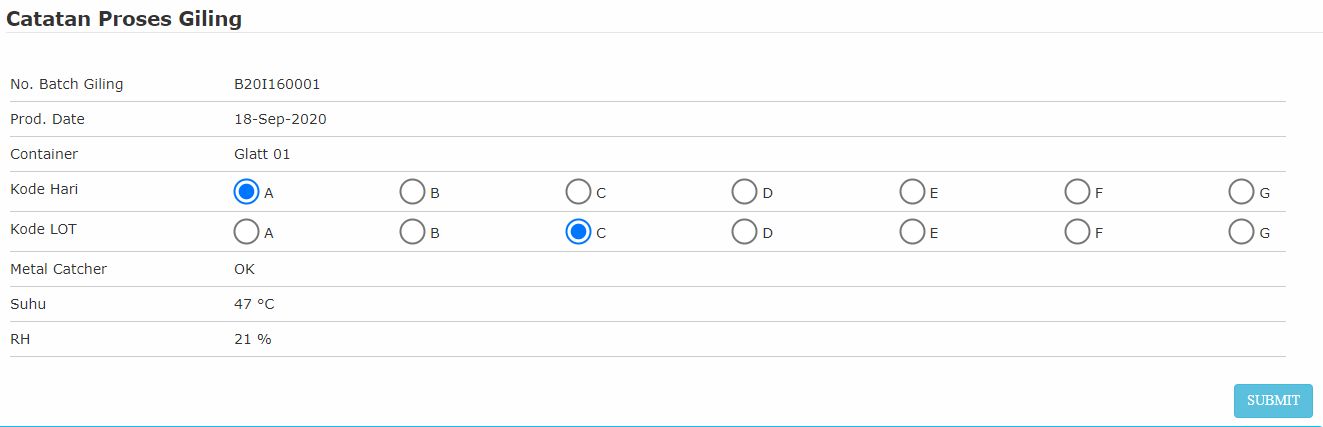 Catatan Proses Giling
No. Batch Giling B20I160001
Prod. Date 18-Sep-2020
Container Glatt 01
Kode Hari A B C D E F G
Kode LOT A B C D E F G
Metal Catcher OK
Suhu 47 °C
RH 21 %
SUBMIT